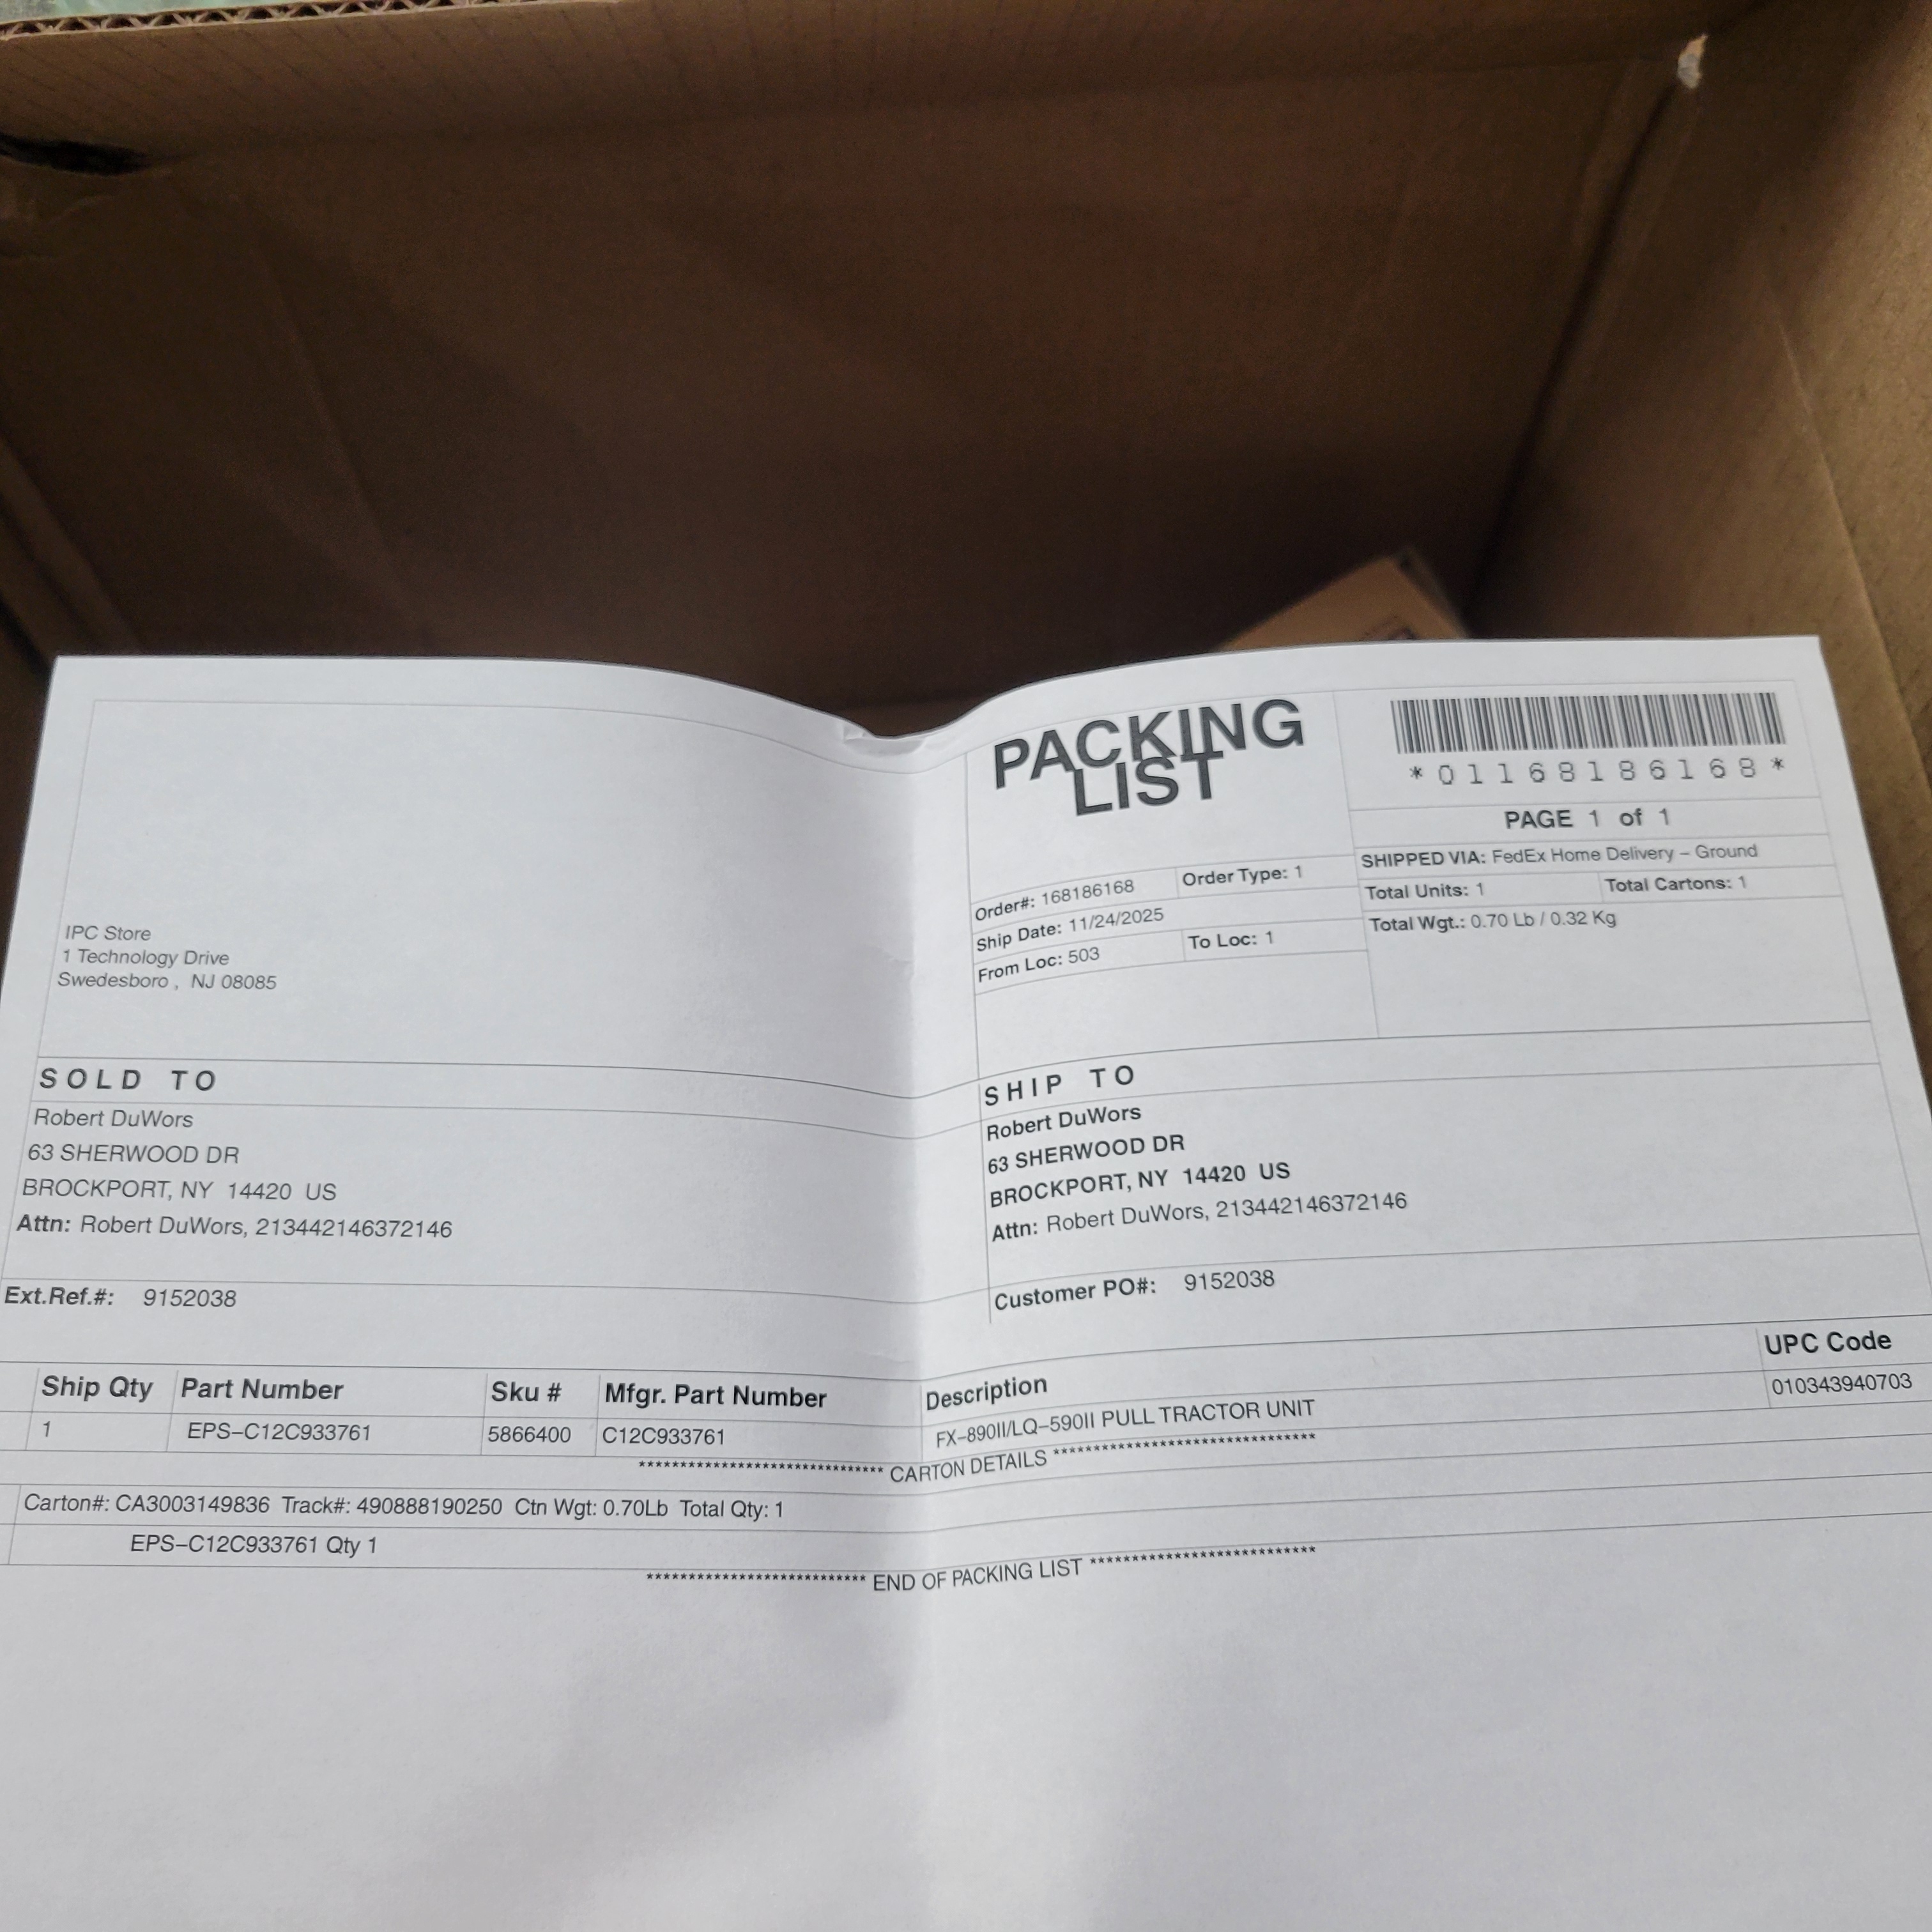 PACKING
LIST
*01168186168*
PAGE 1 of 1
SHIPPED VIA: FedEx Home Delivery – Ground
Order#: 168186168
Order Type: 1
Total Units: 1
Total Cartons: 1
Ship Date: 11/24/2025
Total Wgt.: 0.70 Lb / 0.32 Kg
From Loc: 503
To Loc: 1
IPC Store
1 Technology Drive
Swedesboro , NJ 08085
SOLD TO
Robert DuWors
63 SHERWOOD DR
BROCKPORT, NY 14420 US
Attn: Robert DuWors, 213442146372146
Ext.Ref.#: 9152038
SHIP TO
Robert DuWors
63 SHERWOOD DR
BROCKPORT, NY 14420 US
Attn: Robert DuWors, 213442146372146
Customer PO#: 9152038
Ship Qty Part Number Sku # Mfgr. Part Number Description UPC Code
1 EPS–C12C933761 5866400 C12C933761 FX–890II/LQ–590II PULL TRACTOR UNIT 010343940703
****************************** CARTON DETAILS ********************************
Carton#: CA3003149836 Track#: 490888190250 Ctn Wgt: 0.70Lb Total Qty: 1
EPS–C12C933761 Qty 1
*************************** END OF PACKING LIST ****************************